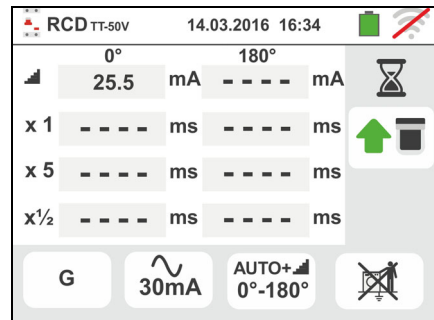 RCD TT-50V 14.03.2016 16:34
0° 180°
25.5 mA - - - - mA
x 1 - - - - ms - - - - ms
x 5 - - - - ms - - - - ms
x½ - - - - ms - - - - ms
G 30mA AUTO+ 0°-180°